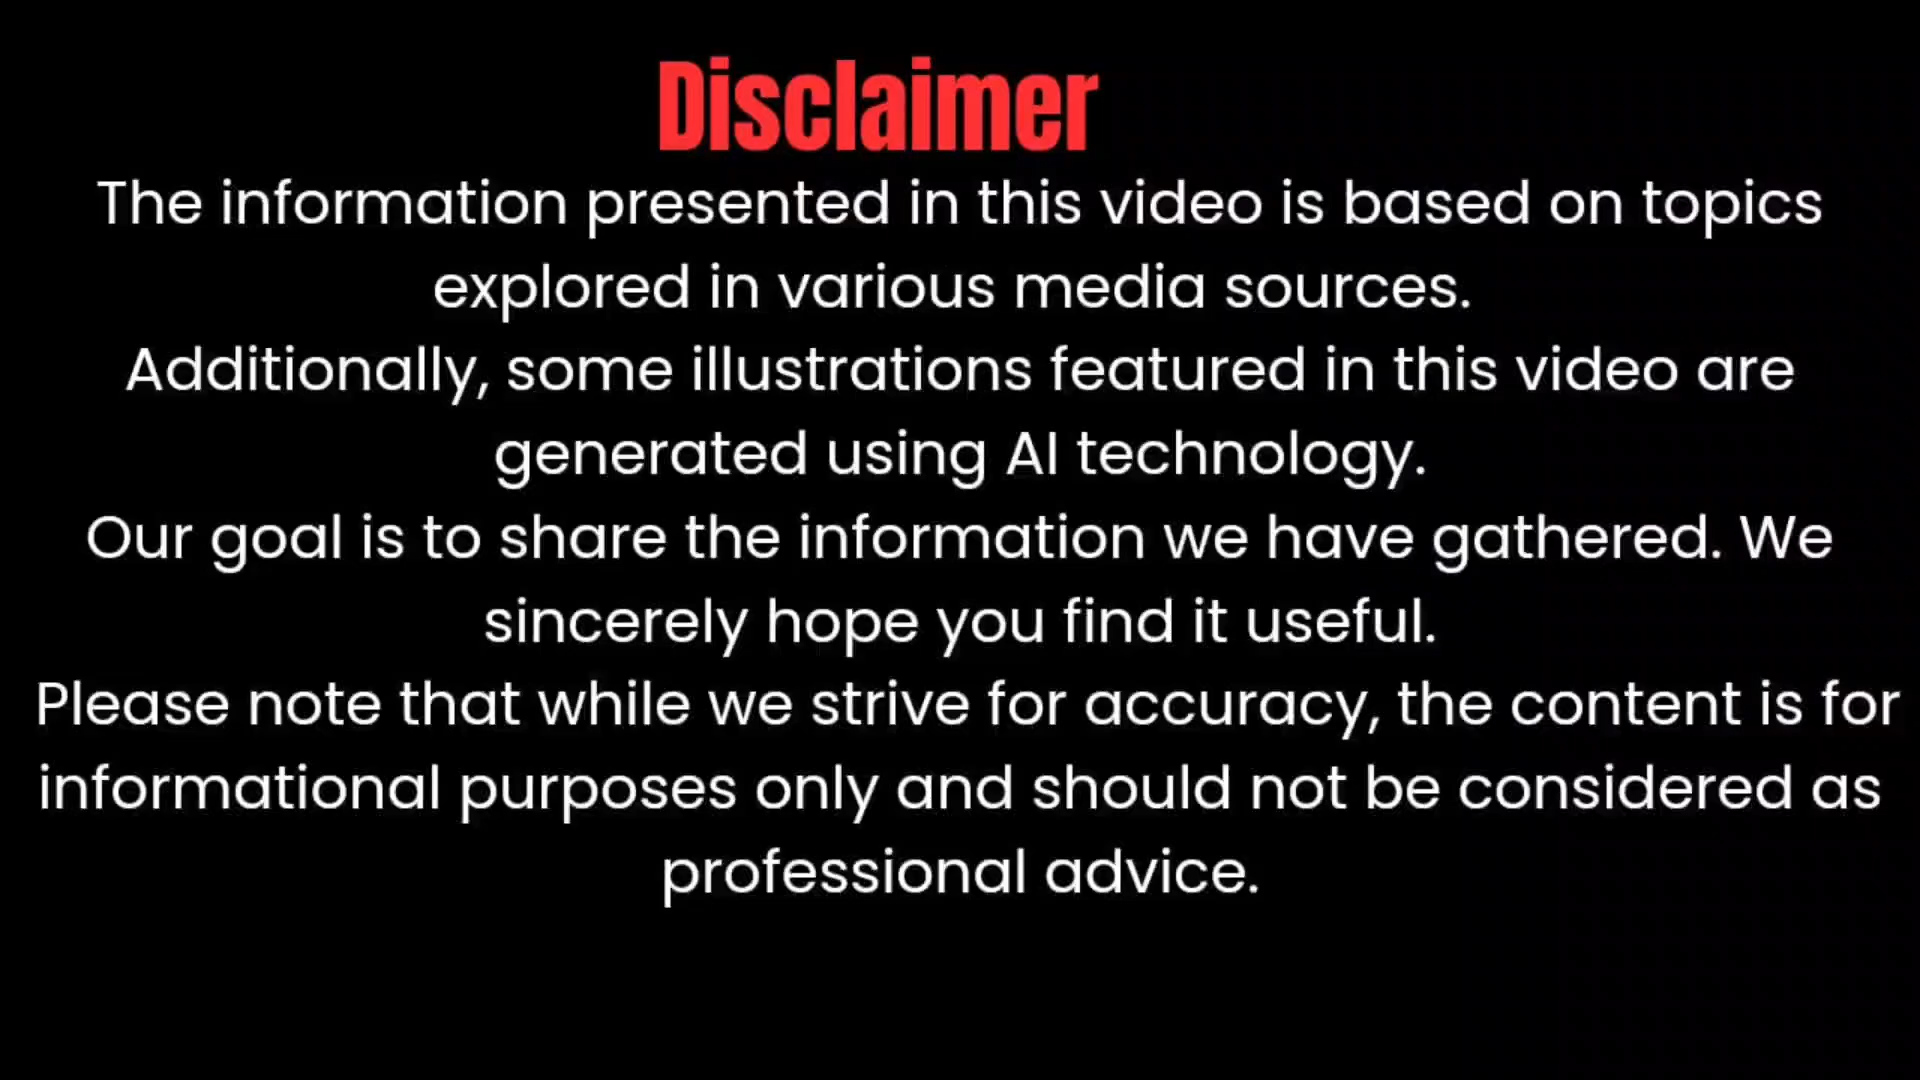 Disclaimer
The information presented in this video is based on topics
explored in various media sources.
Additionally, some illustrations featured in this video are
generated using AI technology.
Our goal is to share the information we have gathered. We
sincerely hope you find it useful.
Please note that while we strive for accuracy, the content is for
informational purposes only and should not be considered as
professional advice.